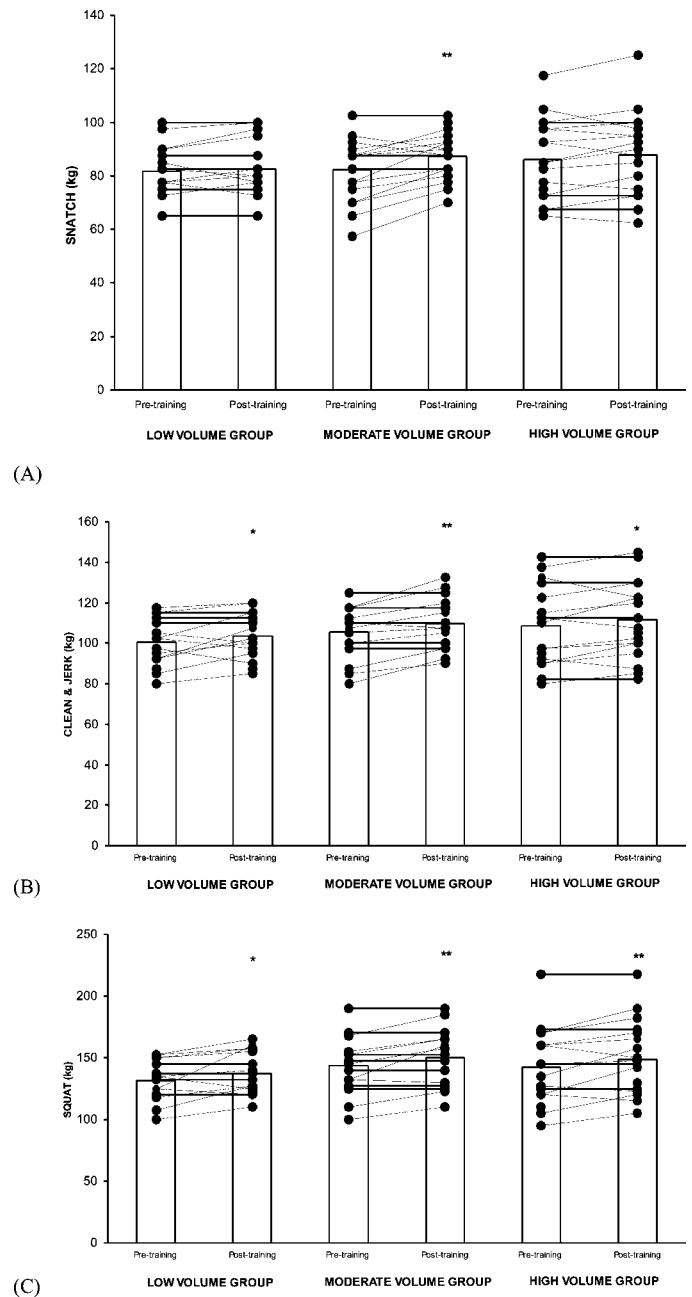 140
120
100
80
60
40
20
0
SNATCH (kg)
**
Pre-training Post-training Pre-training Post-training Pre-training Post-training
LOW VOLUME GROUP MODERATE VOLUME GROUP HIGH VOLUME GROUP
(A)
160
140
120
100
80
60
40
20
0
CLEAN & JERK (kg)
* ** *
Pre-training Post-training Pre-training Post-training Pre-training Post-training
LOW VOLUME GROUP MODERATE VOLUME GROUP HIGH VOLUME GROUP
(B)
250
200
150
100
50
0
SQUAT (kg)
* ** **
Pre-training Post-training Pre-training Post-training Pre-training Post-training
LOW VOLUME GROUP MODERATE VOLUME GROUP HIGH VOLUME GROUP
(C)